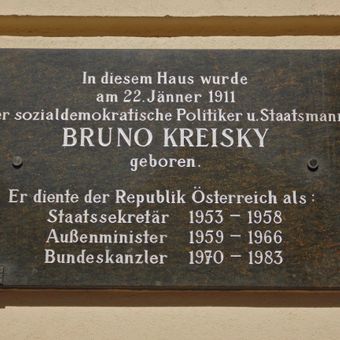 In diesem Haus wurde
am 22. Jänner 1911
er sozialdemokratische Politiker u. Staatsmann
BRUNO KREISKY
geboren.
Er diente der Republik Österreich als :
Staatssekretär 1953 – 1958
Außenminister 1959 – 1966
Bundeskanzler 1970 – 1983